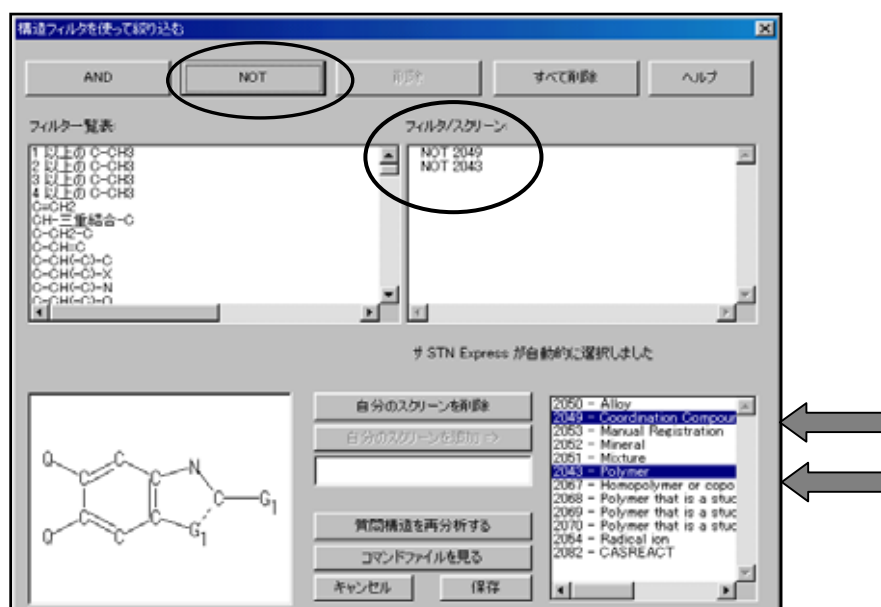 構造フィルタを使って絞り込む
AND
NOT
削除
すべて削除
ヘルプ
フィルター覧表:
フィルタ/スクリーン:
1 以上の C-CH3
2 以上の C-CH3
3 以上の C-CH3
4 以上の C-CH3
C=CH2
CH-三重結合-C
C-CH2-C
C-CH=C
C-CH(-C)-C
C-CH(-C)-X
C-CH(-C)-N
C-CH(-C)-O
NOT 2049
NOT 2043
サ STN Express が自動的に選択しました
自分のスクリーンを削除
自分のスクリーンを追加 =>
質問構造を再分析する
コマンドファイルを見る
キャンセル
保存
2050 - Alloy
2049 - Coordination Compour
2053 - Manual Registration
2052 - Mineral
2051 - Mixture
2043 - Polymer
2067 - Homopolymer or copo
2068 - Polymer that is a stuc
2069 - Polymer that is a stuc
2070 - Polymer that is a stuc
2054 - Radical ion
2082 - CASREACT
Q
C
N
C
C
C
G1
Q
C
C
G1